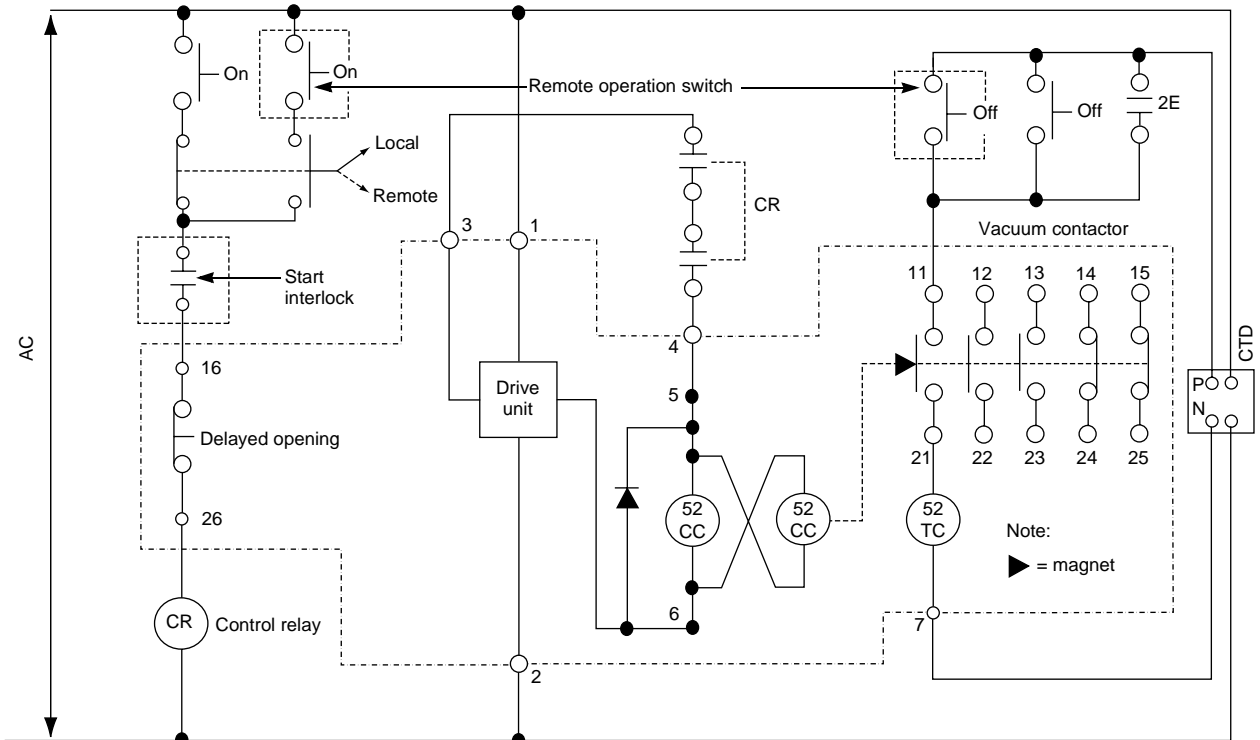 On
On
Remote operation switch
Off
Off
2E
Local
Remote
CR
3
1
Vacuum contactor
Start
interlock
11
12
13
14
15
AC
4
CTD
16
5
P
N
Drive
unit
Delayed opening
21
22
23
24
25
26
52
CC
52
CC
52
TC
Note:
= magnet
6
7
CR
Control relay
2